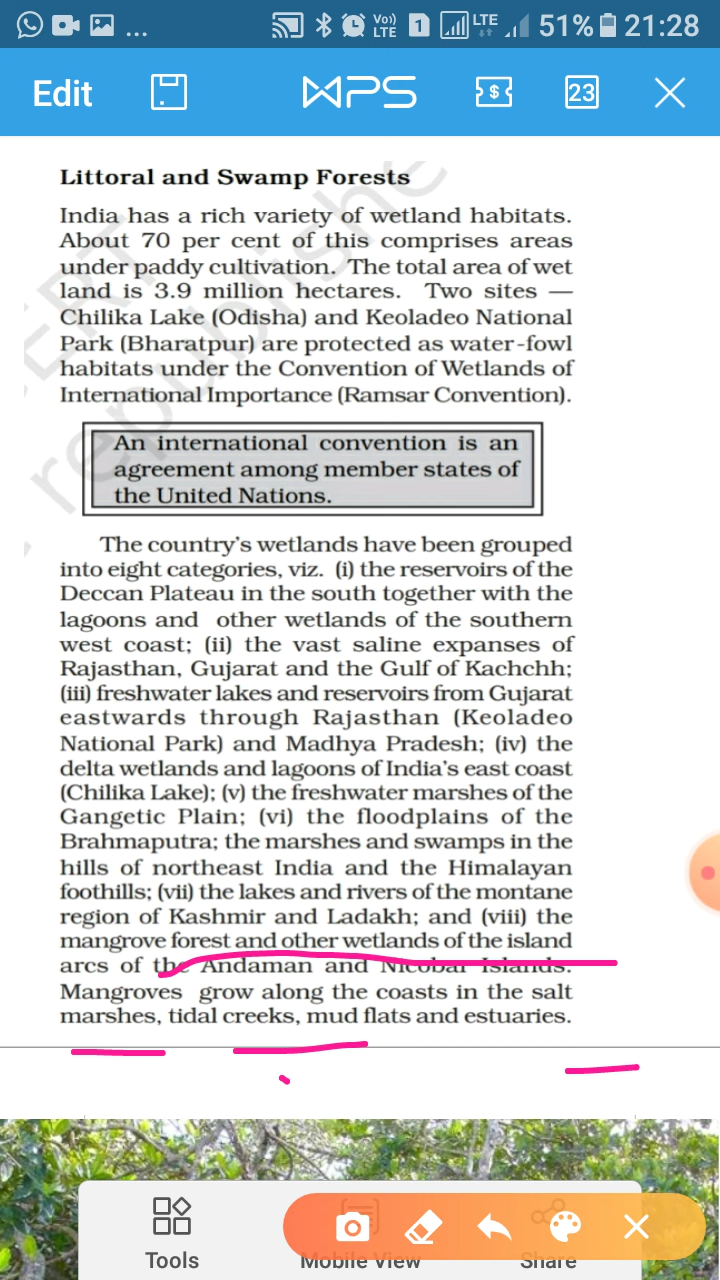 ... Vo)) LTE 1 LTE 51% 21:28
Edit WPS $ 23
Littoral and Swamp Forests
India has a rich variety of wetland habitats.
About 70 per cent of this comprises areas
under paddy cultivation. The total area of wet
land is 3.9 million hectares. Two sites —
Chilika Lake (Odisha) and Keoladeo National
Park (Bharatpur) are protected as water-fowl
habitats under the Convention of Wetlands of
International Importance (Ramsar Convention).
An international convention is an
agreement among member states of
the United Nations.
The country's wetlands have been grouped
into eight categories, viz. (i) the reservoirs of the
Deccan Plateau in the south together with the
lagoons and other wetlands of the southern
west coast; (ii) the vast saline expanses of
Rajasthan, Gujarat and the Gulf of Kachchh;
(iii) freshwater lakes and reservoirs from Gujarat
eastwards through Rajasthan (Keoladeo
National Park) and Madhya Pradesh; (iv) the
delta wetlands and lagoons of India's east coast
(Chilika Lake); (v) the freshwater marshes of the
Gangetic Plain; (vi) the floodplains of the
Brahmaputra; the marshes and swamps in the
hills of northeast India and the Himalayan
foothills; (vii) the lakes and rivers of the montane
region of Kashmir and Ladakh; and (viii) the
mangrove forest and other wetlands of the island
arcs of the Andaman and Nicobar Islands.
Mangroves grow along the coasts in the salt
marshes, tidal creeks, mud flats and estuaries.
Tools Mobile View Share